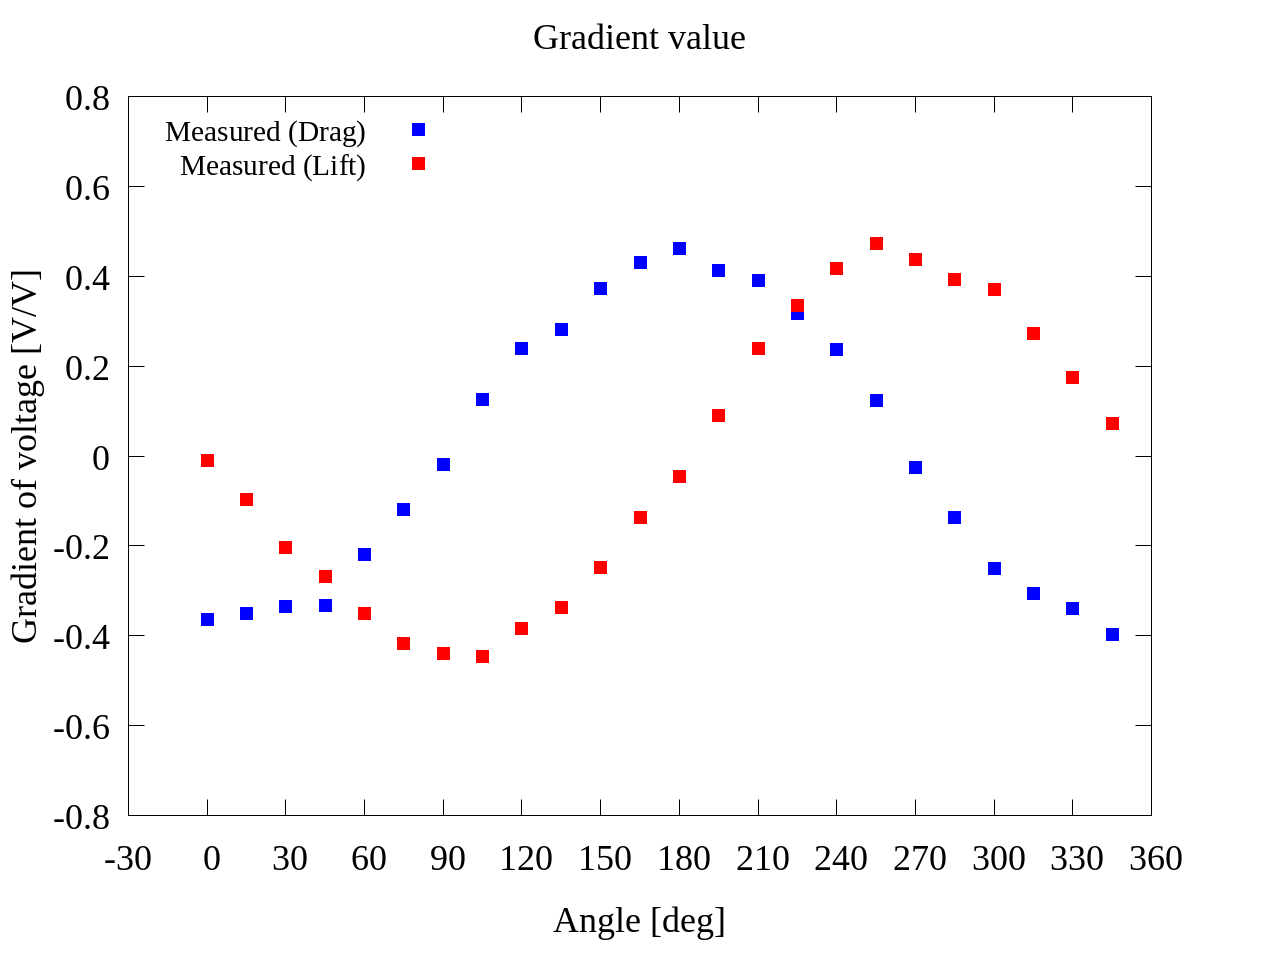 Gradient value
Measured (Drag)
Measured (Lift)
Gradient of voltage [V/V]
0.8
0.6
0.4
0.2
0
-0.2
-0.4
-0.6
-0.8
-30 0 30 60 90 120 150 180 210 240 270 300 330 360
Angle [deg]